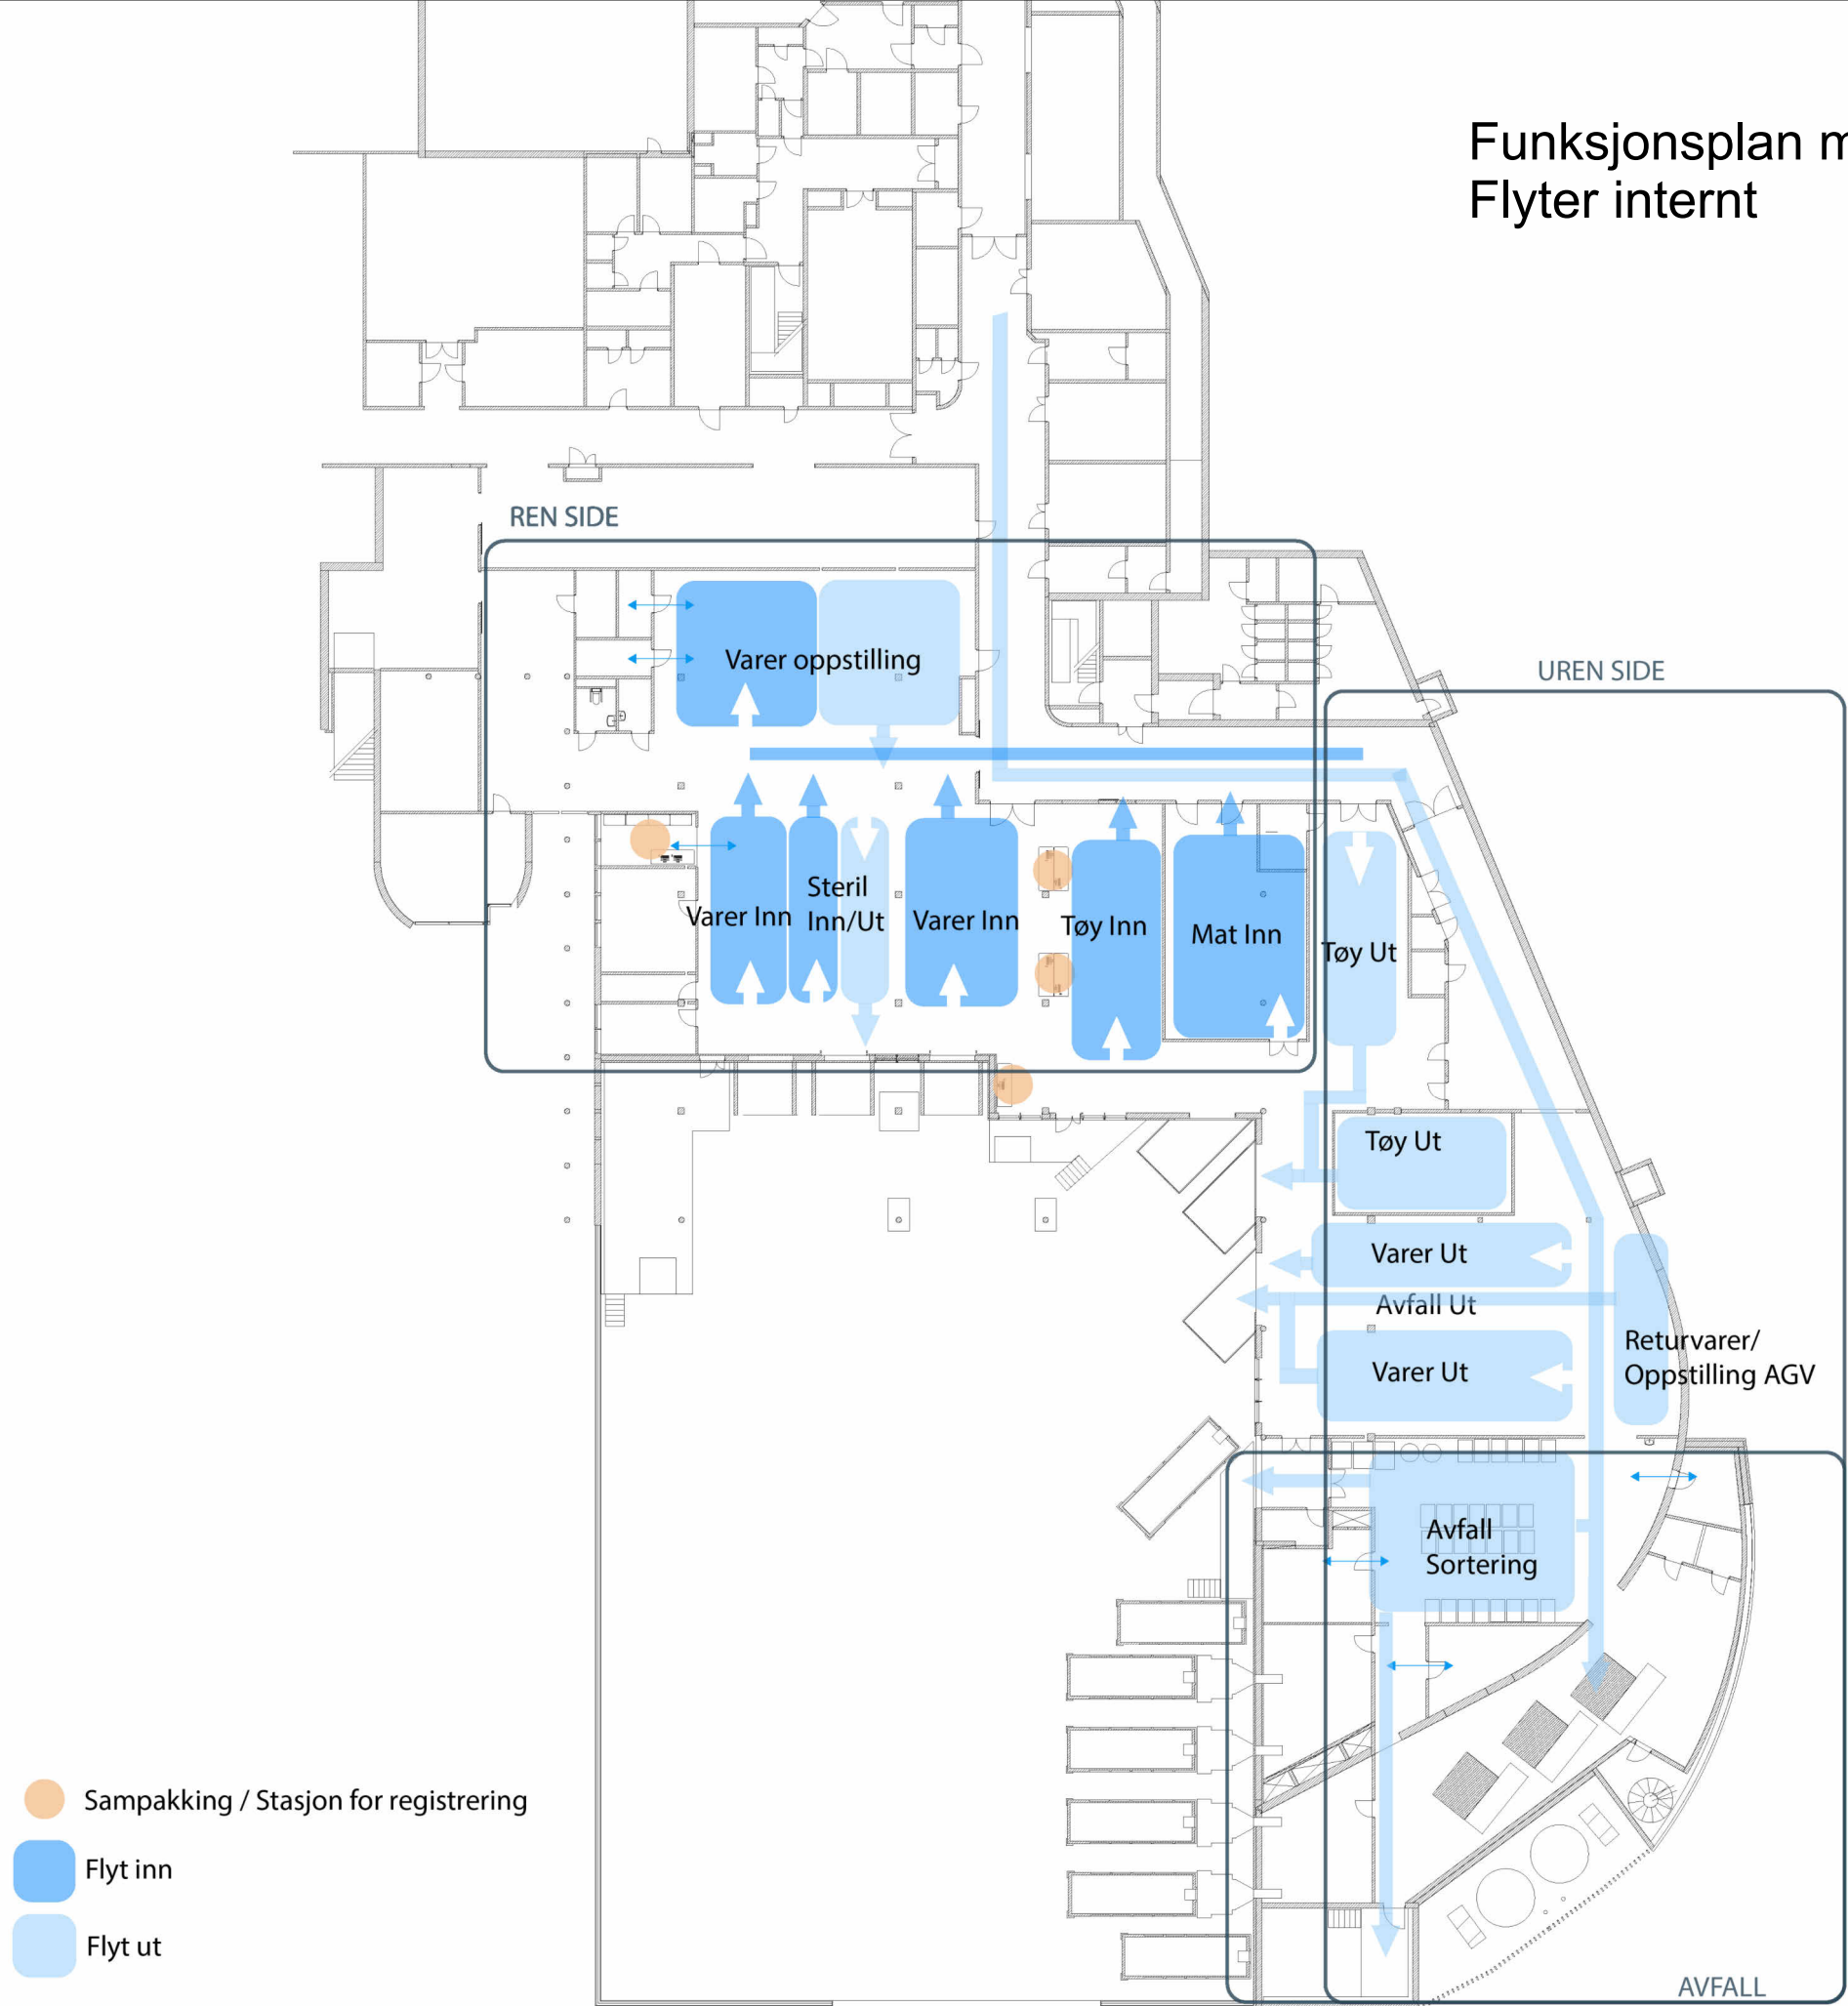 Funksjonsplan m
Flyter internt
REN SIDE
Varer oppstilling
UREN SIDE
Varer Inn
Steril
Inn/Ut
Varer Inn
Tøy Inn
Mat Inn
Tøy Ut
Tøy Ut
Varer Ut
Avfall Ut
Varer Ut
Returvarer/
Oppstilling AGV
Avfall
Sortering
Sampakking / Stasjon for registrering
Flyt inn
Flyt ut
AVFALL